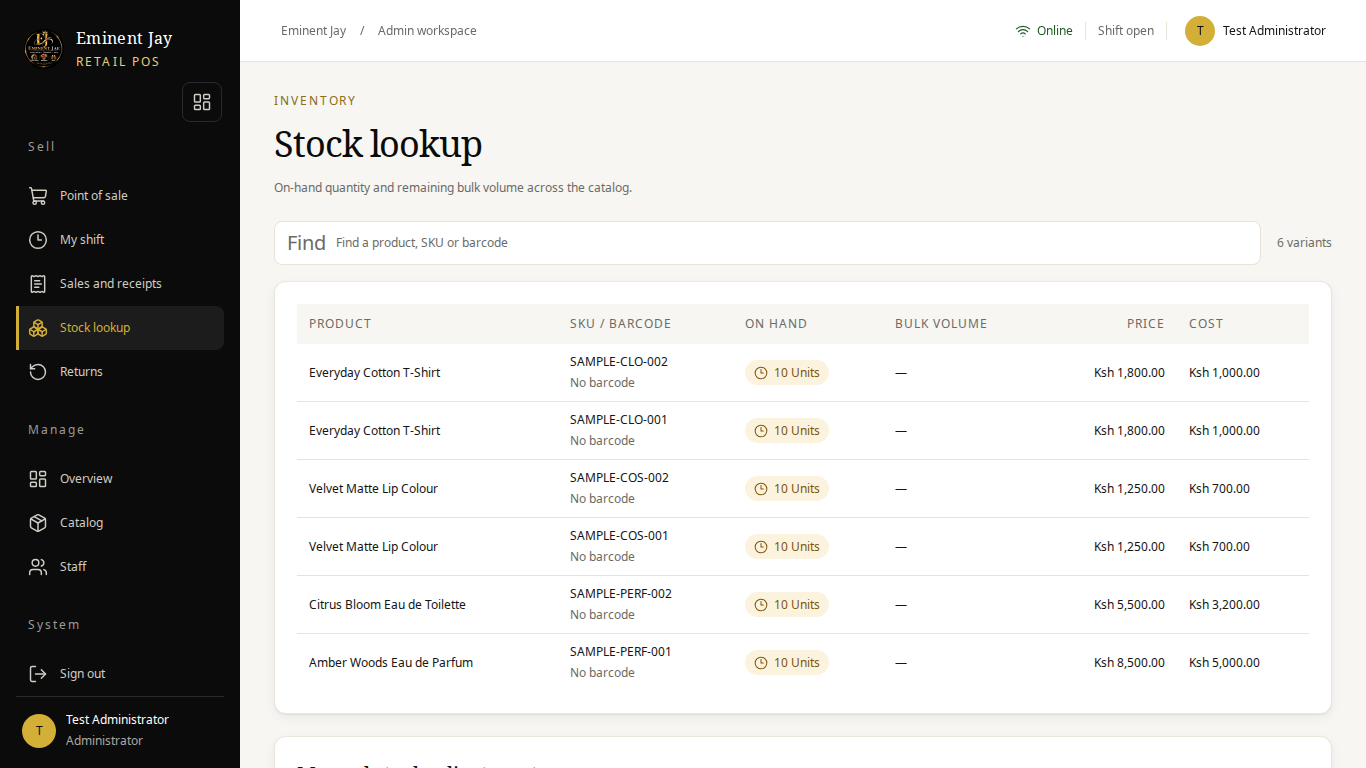 Eminent Jay
RETAIL POS
Sell
Point of sale
My shift
Sales and receipts
Stock lookup
Returns
Manage
Overview
Catalog
Staff
System
Sign out
T
Test Administrator
Administrator
Eminent Jay / Admin workspace
Online
Shift open
T
Test Administrator
INVENTORY
Stock lookup
On-hand quantity and remaining bulk volume across the catalog.
Find Find a product, SKU or barcode
6 variants
PRODUCT SKU / BARCODE ON HAND BULK VOLUME PRICE COST
Everyday Cotton T-Shirt SAMPLE-CLO-002 10 Units — Ksh 1,800.00 Ksh 1,000.00
No barcode
Everyday Cotton T-Shirt SAMPLE-CLO-001 10 Units — Ksh 1,800.00 Ksh 1,000.00
No barcode
Velvet Matte Lip Colour SAMPLE-COS-002 10 Units — Ksh 1,250.00 Ksh 700.00
No barcode
Velvet Matte Lip Colour SAMPLE-COS-001 10 Units — Ksh 1,250.00 Ksh 700.00
No barcode
Citrus Bloom Eau de Toilette SAMPLE-PERF-002 10 Units — Ksh 5,500.00 Ksh 3,200.00
No barcode
Amber Woods Eau de Parfum SAMPLE-PERF-001 10 Units — Ksh 8,500.00 Ksh 5,000.00
No barcode